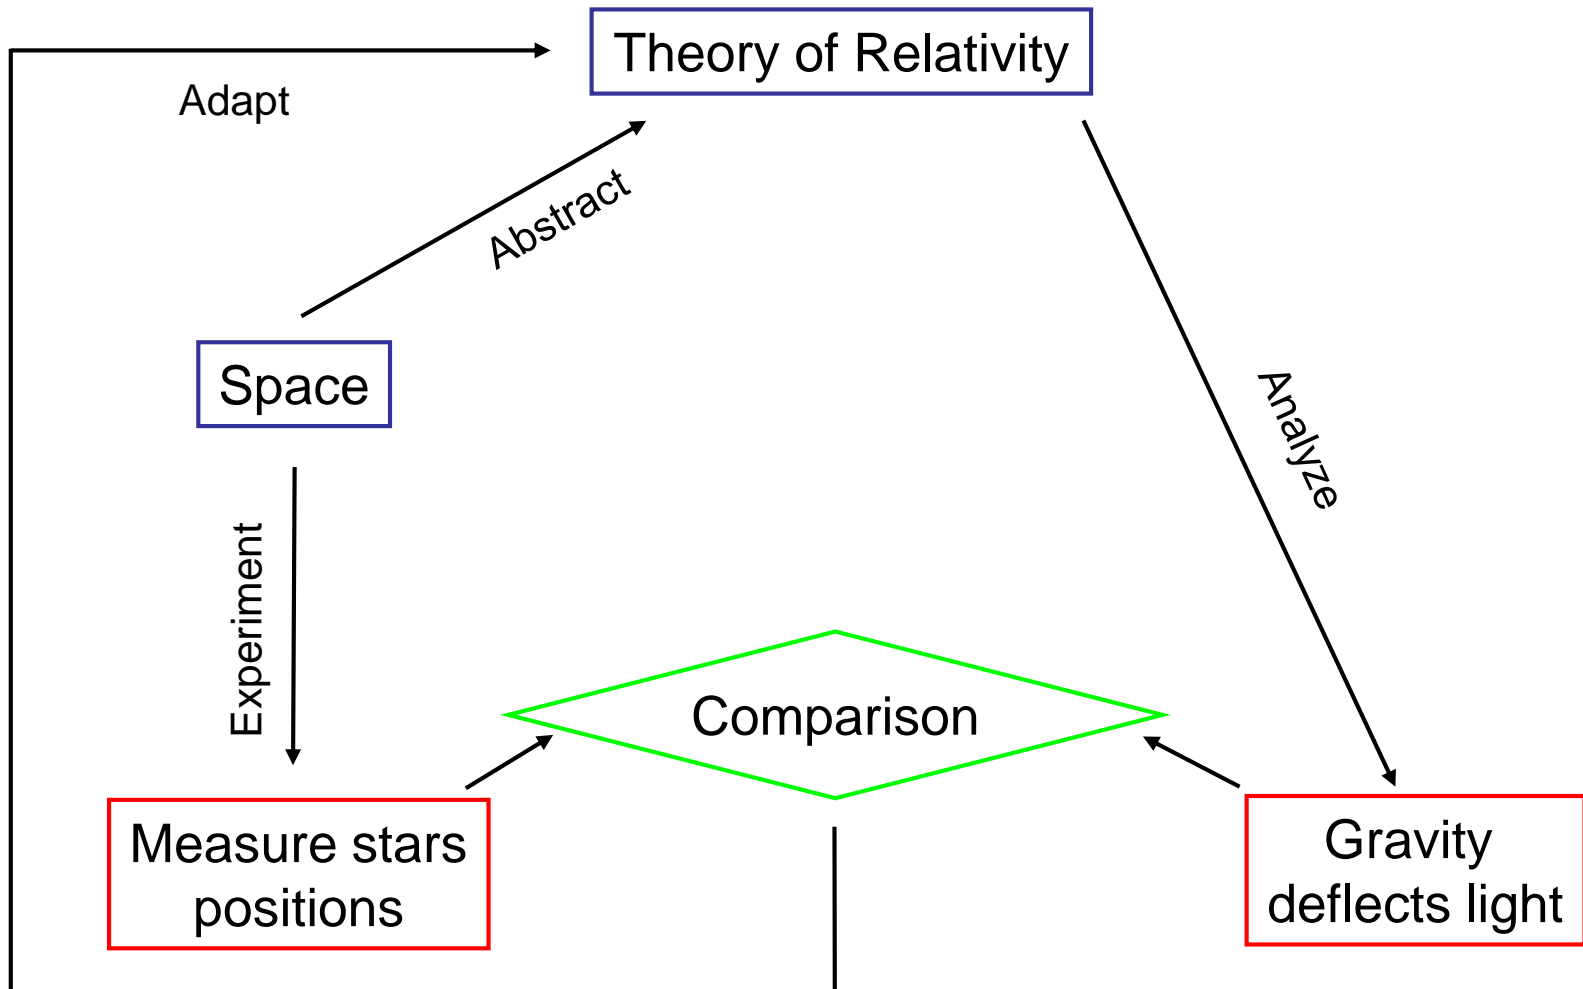 Theory of Relativity
Adapt
Abstract
Space
Analyze
Experiment
Comparison
Measure stars
positions
Gravity
deflects light